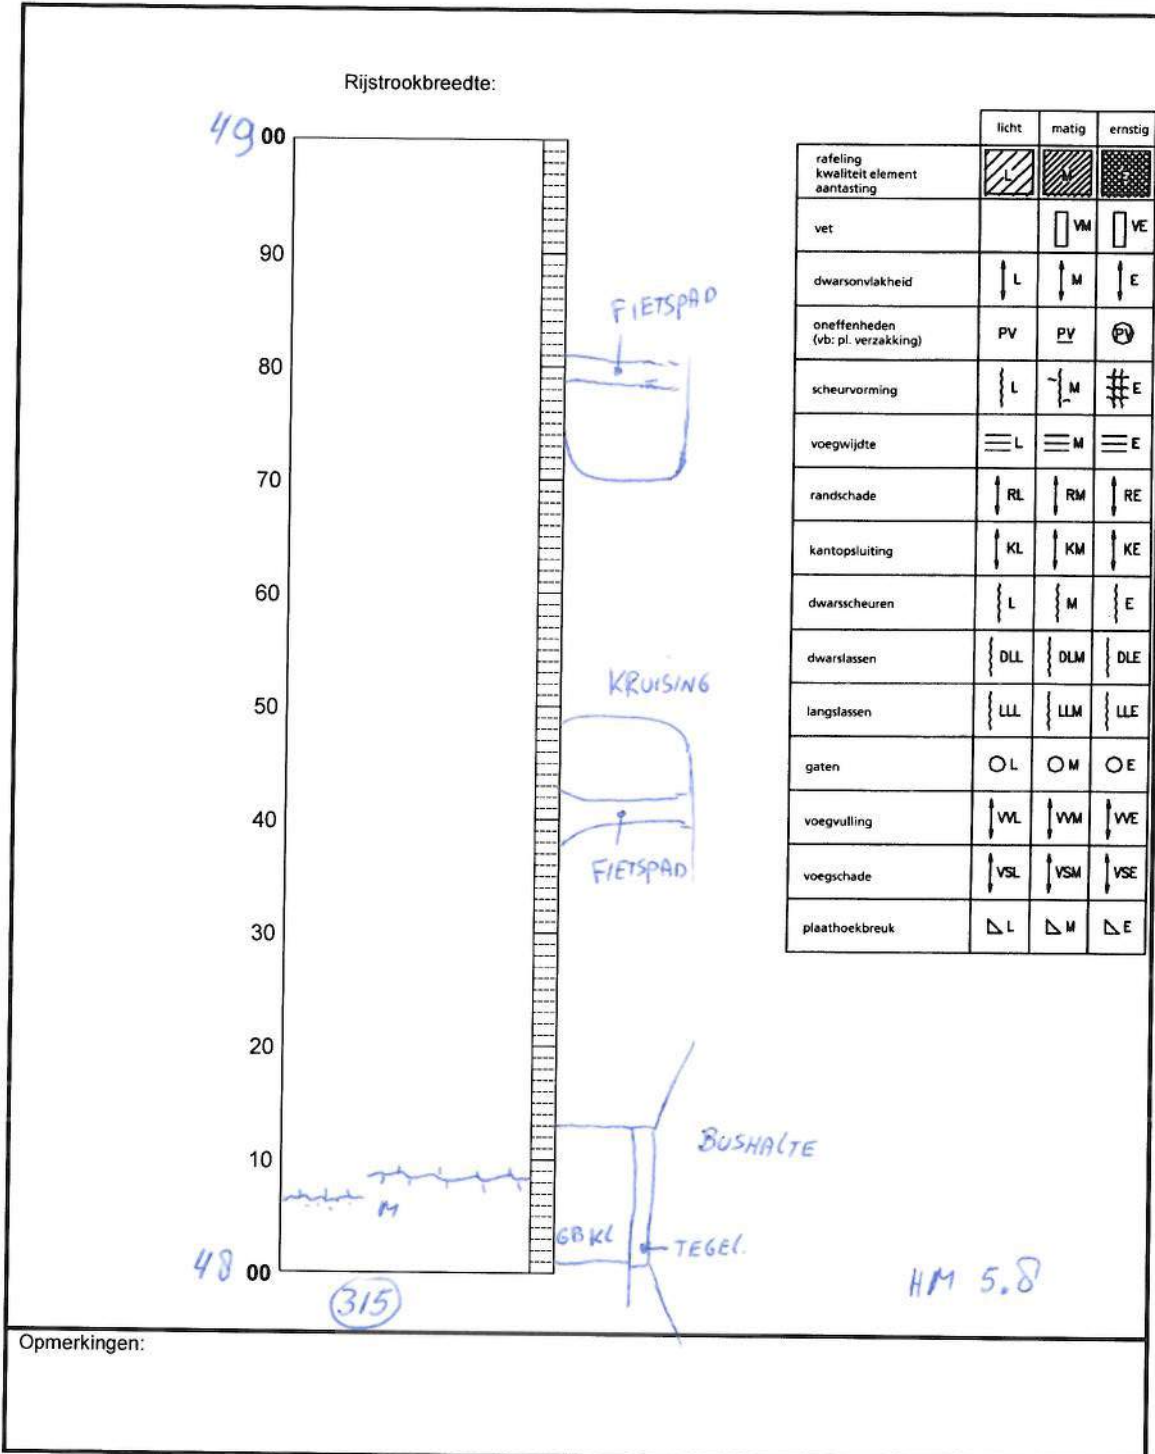 Rijstrookbreedte:
49 00
90
80
70
60
50
40
30
20
10
48 00
315
FIETSPAD
KRUISING
FIETSPAD
BUSHALTE
M
GBKL
TEGEL.
HM 5.8
licht matig ernstig
rafeling
kwaliteit element
aantasting
L M E
vet VM VE
dwarsonvlakheid L M E
oneffenheden
(vb: pl. verzakking) PV PV PV
scheurvorming L M E
voegwijdte L M E
randschade RL RM RE
kantopsluiting KL KM KE
dwarsscheuren L M E
dwarslassen DLL DLM DLE
langslassen LLL LLM LLE
gaten L M E
voegvulling VVL VVM VVE
voegschade VSL VSM VSE
plaathoekbreuk L M E
Opmerkingen: